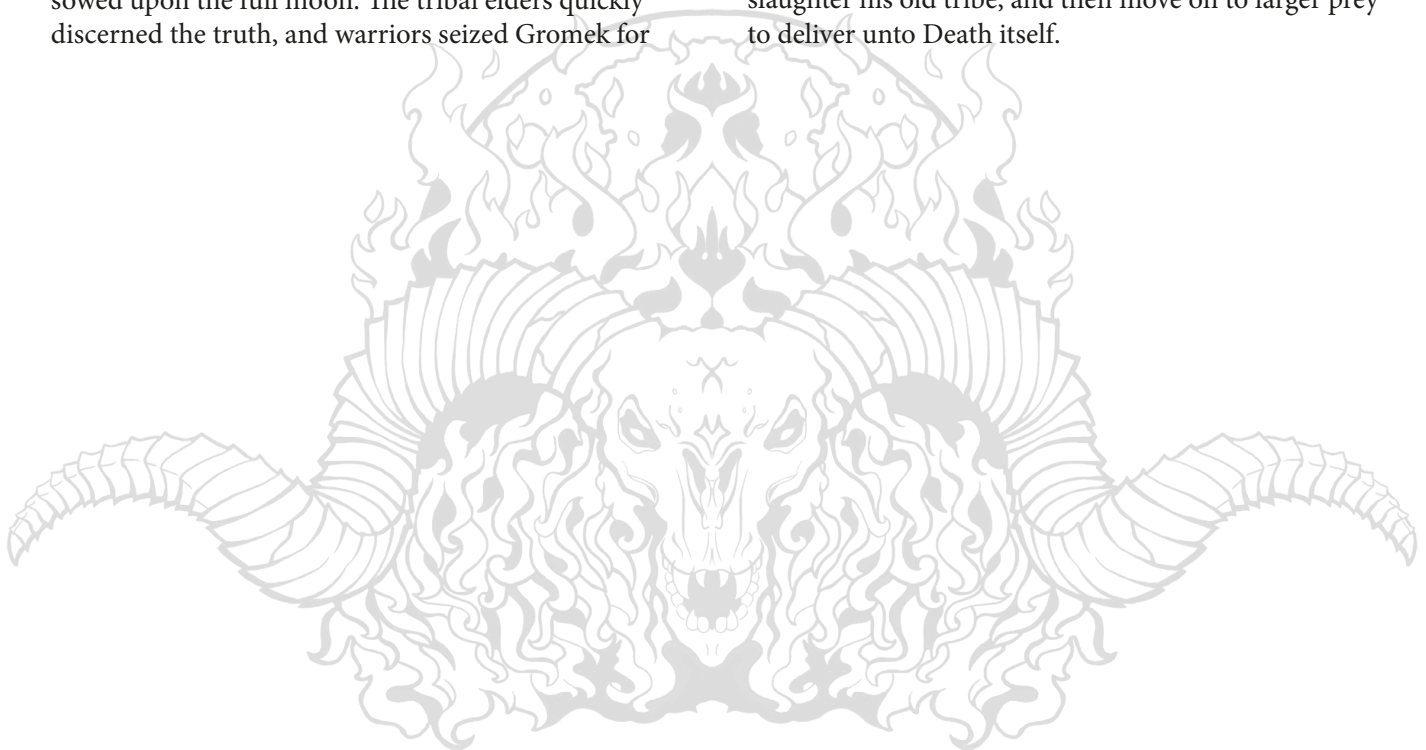 sowed upon the full moon. The tribal elders quickly
discerned the truth, and warriors seized Gromek for
slaughter his old tribe, and then move on to larger prey
to deliver unto Death itself.